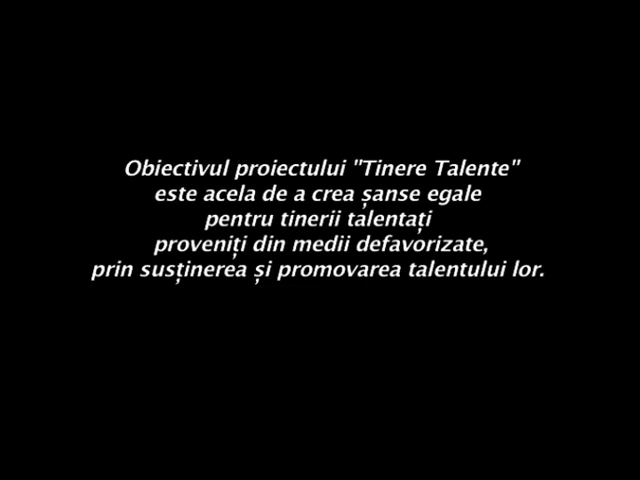 Obiectivul proiectului "Tinere Talente"
este acela de a crea șanse egale
pentru tinerii talentați
proveniți din medii defavorizate,
prin susținerea și promovarea talentului lor.